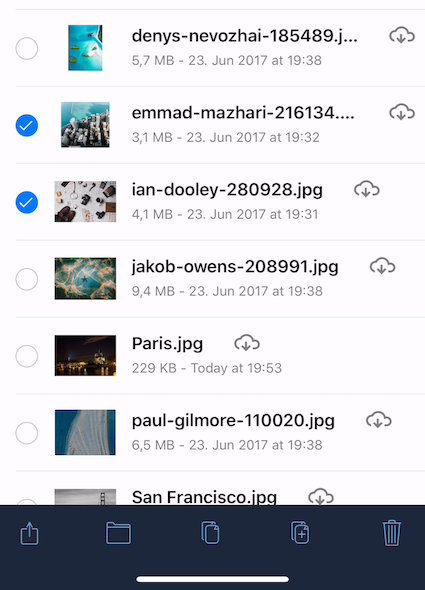 denys-nevozhai-185489.j...
5,7 MB - 23. Jun 2017 at 19:38
emmad-mazhari-216134....
3,1 MB - 23. Jun 2017 at 19:32
ian-dooley-280928.jpg
4,1 MB - 23. Jun 2017 at 19:31
jakob-owens-208991.jpg
9,4 MB - 23. Jun 2017 at 19:38
Paris.jpg
229 KB - Today at 19:53
paul-gilmore-110020.jpg
6,5 MB - 23. Jun 2017 at 19:38
San Francisco.jpg